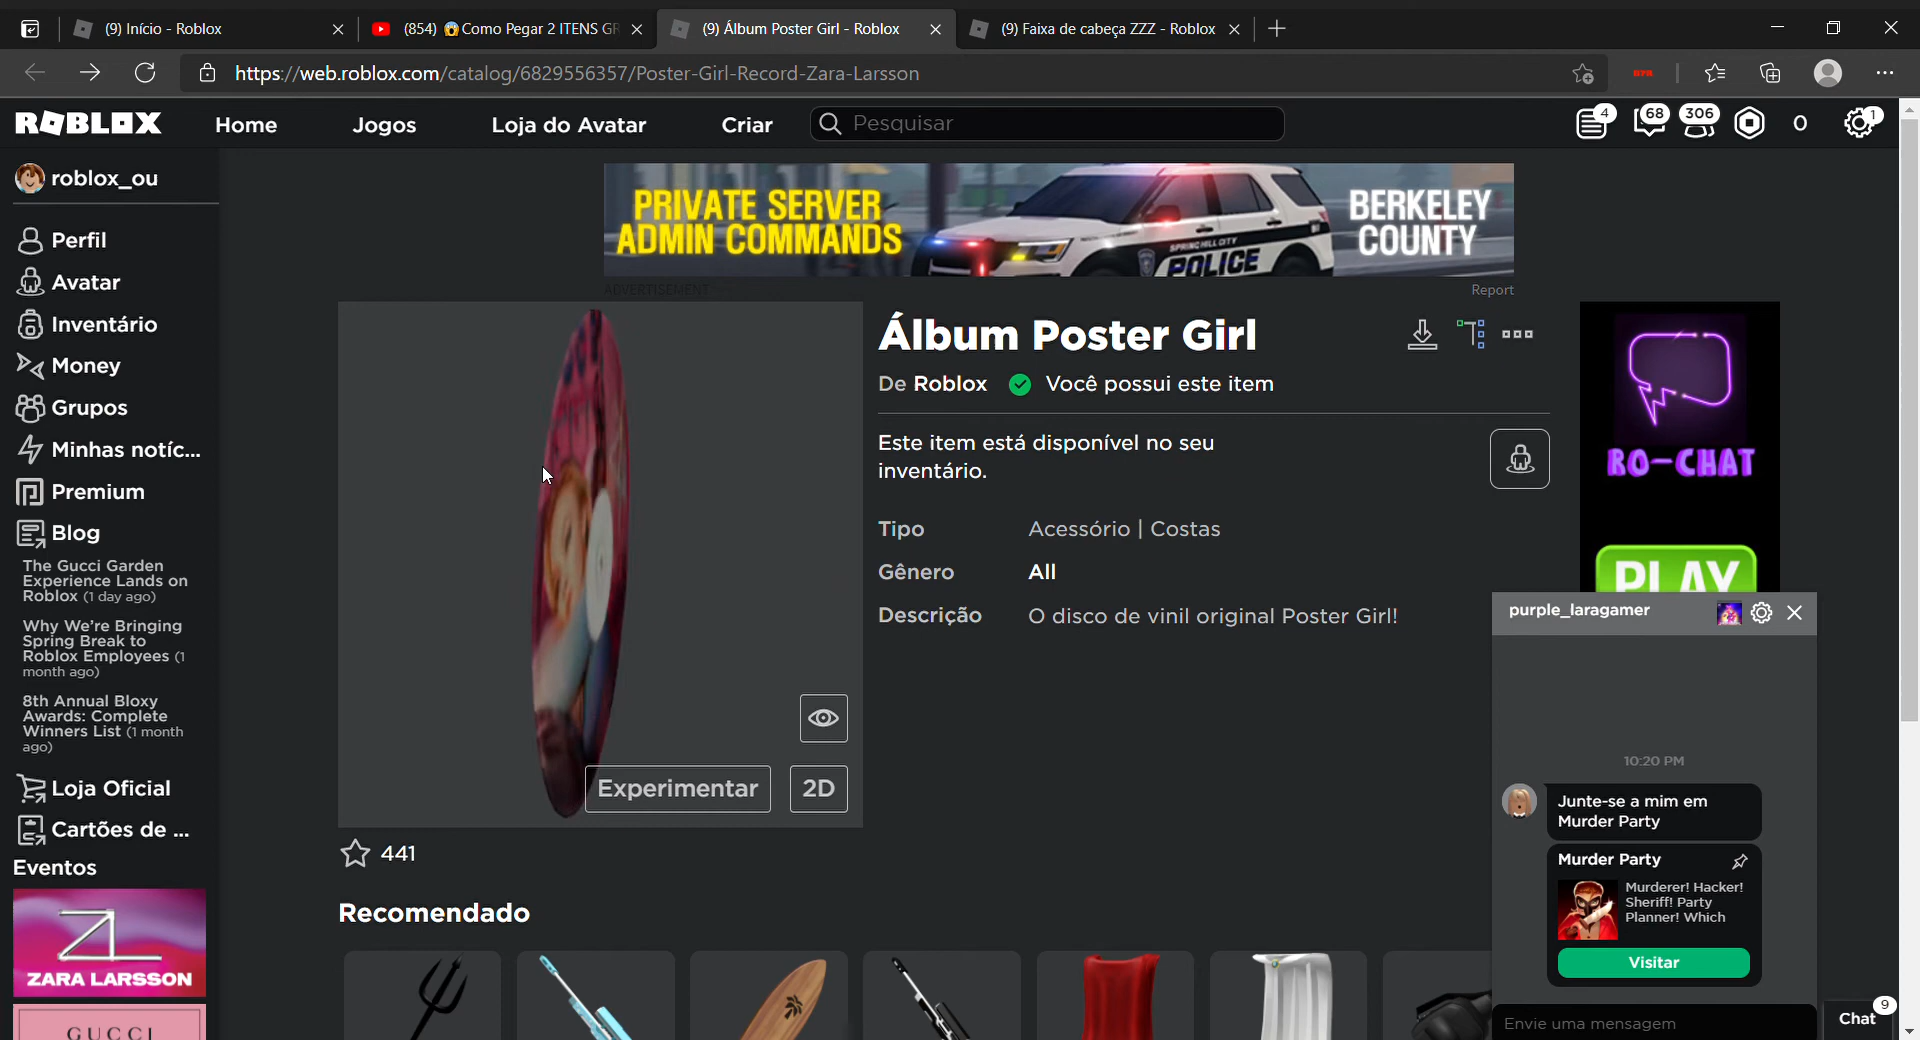 (9) Início - Roblox
(854) 😱Como Pegar 2 ITENS GR
(9) Álbum Poster Girl - Roblox
(9) Faixa de cabeça ZZZ - Roblox
https://web.roblox.com/catalog/6829556357/Poster-Girl-Record-Zara-Larsson
ROBLOX
Home
Jogos
Loja do Avatar
Criar
Pesquisar
4
68
306
0
1
roblox_ou
Perfil
Avatar
Inventário
Money
Grupos
Minhas notíc...
Premium
Blog
The Gucci Garden
Experience Lands on
Roblox (1 day ago)
Why We're Bringing
Spring Break to
Roblox Employees (1
month ago)
8th Annual Bloxy
Awards: Complete
Winners List (1 month
ago)
Loja Oficial
Cartões de ...
Eventos
ZARA LARSSON
GUCCI
PRIVATE SERVER
ADMIN COMMANDS
SPRING HILL CITY
POLICE
BERKELEY
COUNTY
ADVERTISEMENT
Report
Experimentar
2D
441
Álbum Poster Girl
De Roblox
Você possui este item
Este item está disponível no seu
inventário.
Tipo
Acessório | Costas
Gênero
All
Descrição
O disco de vinil original Poster Girl!
Recomendado
RO-CHAT
PLAY
purple_laragamer
10:20 PM
Junte-se a mim em
Murder Party
Murder Party
Murderer! Hacker!
Sheriff! Party
Planner! Which
Visitar
Envie uma mensagem
Chat
9